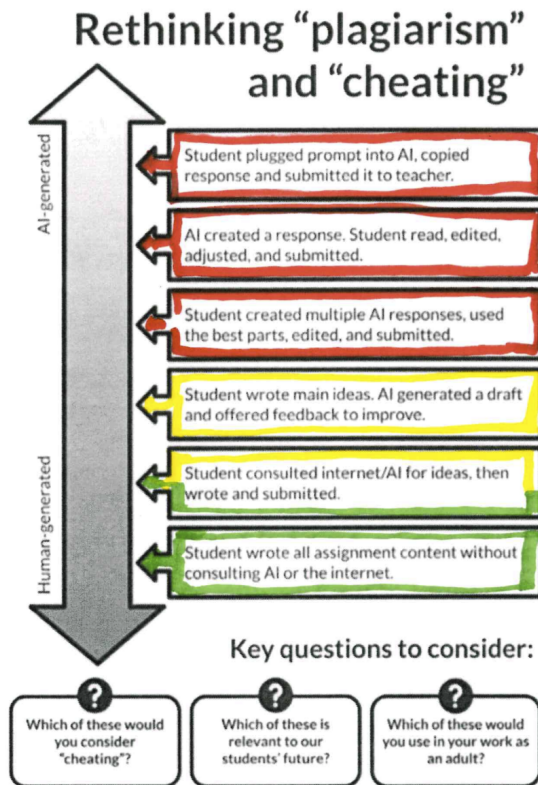 Rethinking “plagiarism”
and “cheating”
AI-generated
Student plugged prompt into AI, copied
response and submitted it to teacher.
AI created a response. Student read, edited,
adjusted, and submitted.
Student created multiple AI responses, used
the best parts, edited, and submitted.
Student wrote main ideas. AI generated a draft
and offered feedback to improve.
Student consulted internet/AI for ideas, then
wrote and submitted.
Student wrote all assignment content without
consulting AI or the internet.
Human-generated
Key questions to consider:
?
Which of these would
you consider
“cheating”?
?
Which of these is
relevant to our
students’ future?
?
Which of these would
you use in your work as
an adult?